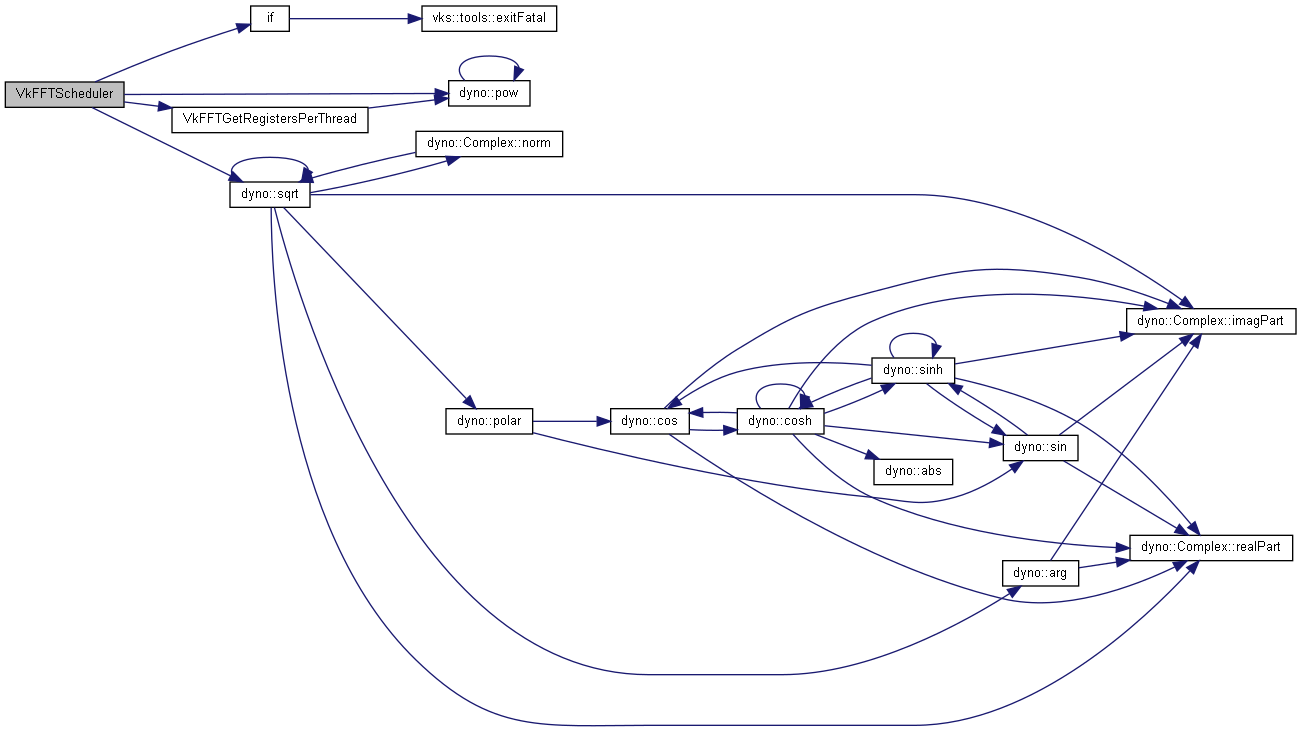 if
vks::tools::exitFatal
VkFFTScheduler
dyno::pow
VkFFTGetRegistersPerThread
dyno::Complex::norm
dyno::sqrt
dyno::Complex::imagPart
dyno::sinh
dyno::polar
dyno::cos
dyno::cosh
dyno::sin
dyno::abs
dyno::Complex::realPart
dyno::arg